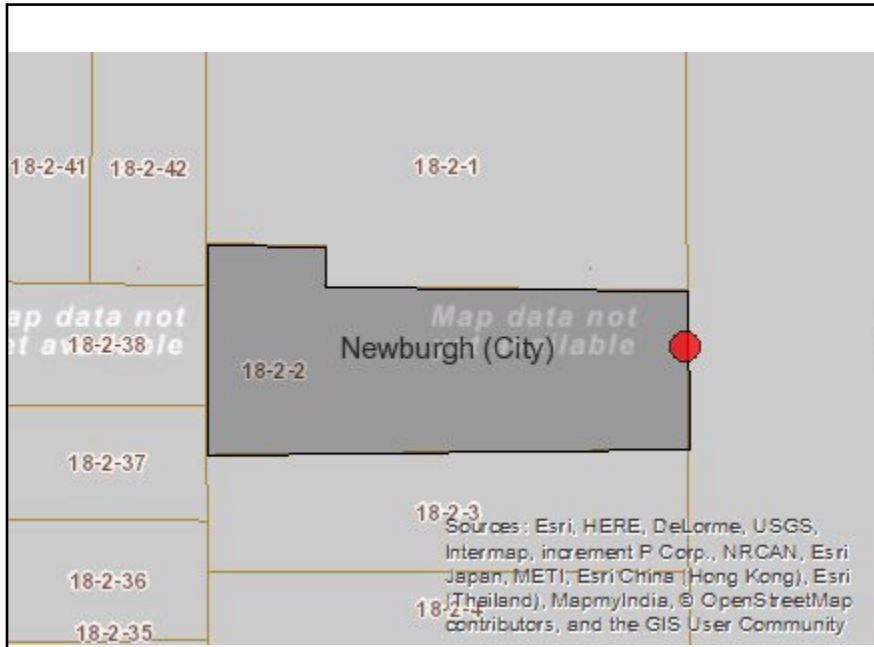 18-2-41
18-2-42
18-2-1
Map data not
ap data not
18-2-38
et available
Newburgh (City)
18-2-2
18-2-37
18-2-3
Sources: Esri, HERE, DeLorme, USGS,
Intermap, increment P Corp., NRCAN, Esri
Japan, METI, Esri China (Hong Kong), Esri
(Thailand), MapmyIndia, © OpenStreetMap
contributors, and the GIS User Community
18-2-36
18-2-4
18-2-35